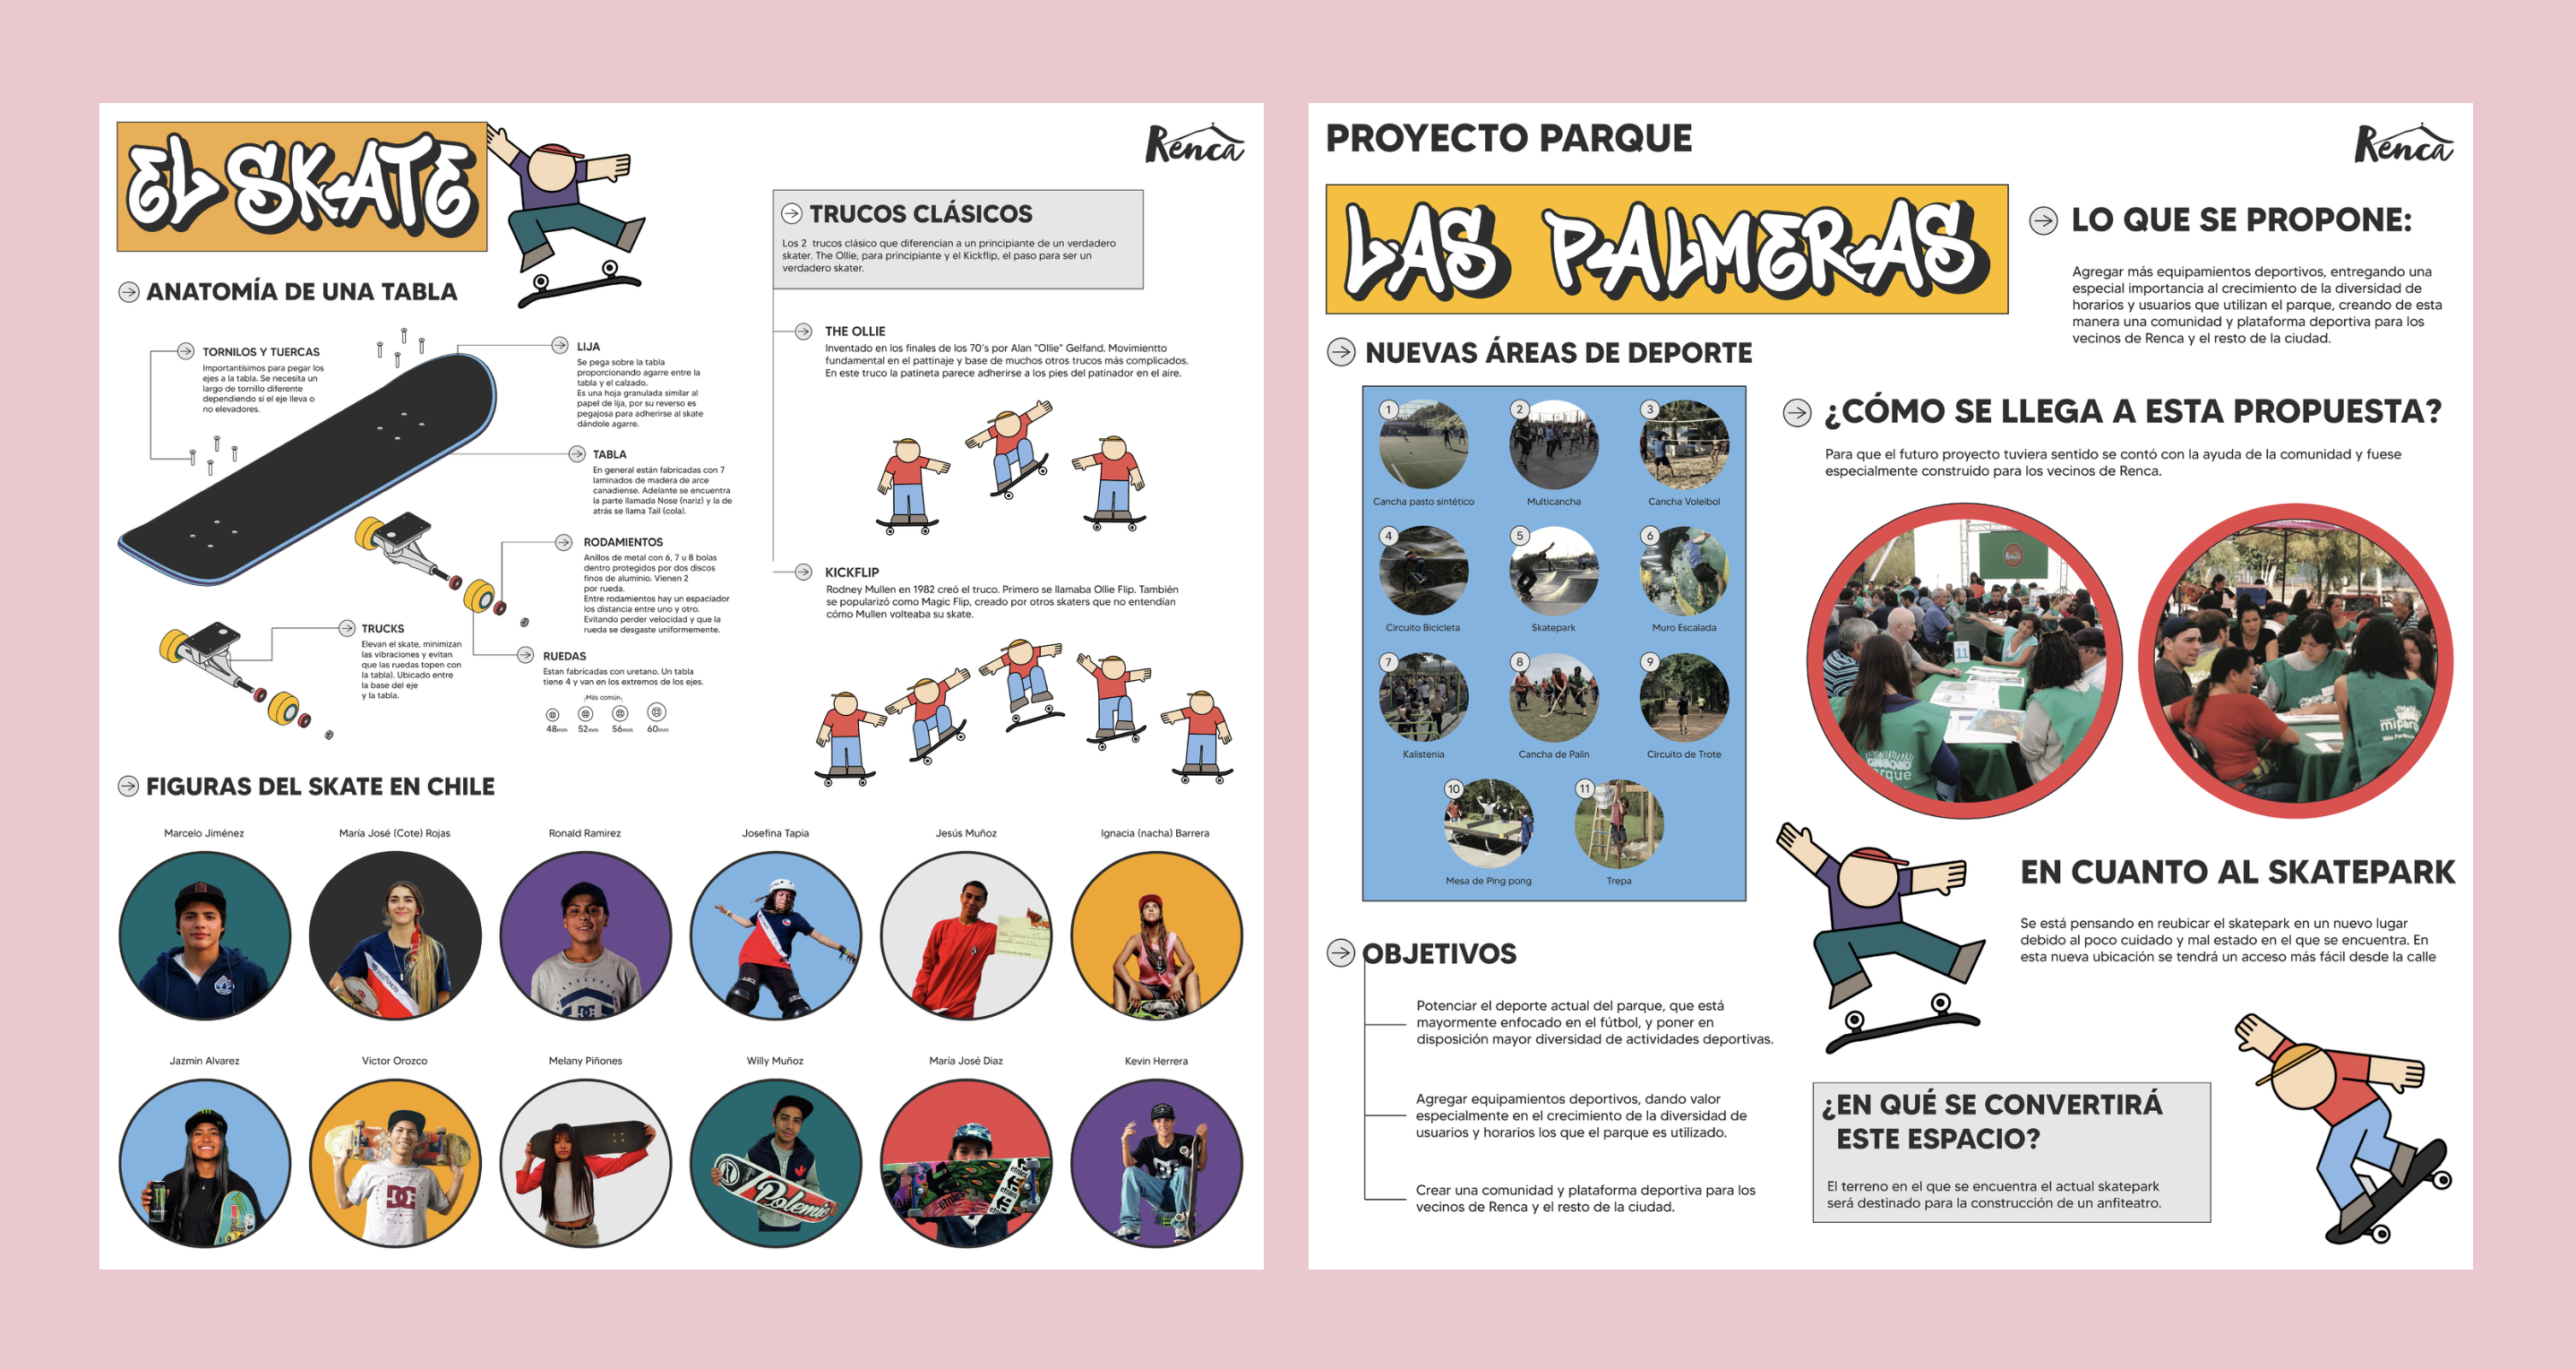 EL SKATE
Renca
ANATOMÍA DE UNA TABLA
TORNILOS Y TUERCAS
Importantísimos para pegar los
ejes a la tabla. Se necesita un
largo de tornillo diferente
dependiendo si el eje lleva o
no elevadores.
LIJA
Se pega sobre la tabla
proporcionando agarre entre la
tabla y el calzado.
Es una hoja granulada similar al
papel de lija, por su reverso es
pegajosa para adherirse al skate
dándole agarre.
TABLA
En general están fabricadas con 7
laminados de madera de arce
canadiense. Adelante se encuentra
la parte llamada Nose (nariz) y la de
atrás se llama Tail (cola).
RODAMIENTOS
Anillos de metal con 6, 7 u 8 bolas
dentro protegidos por dos discos
finos de aluminio. Vienen 2
por rueda.
Entre rodamientos hay un espaciador
los distancia entre uno y otro.
Evitando perder velocidad y que la
rueda se desgaste uniformemente.
TRUCKS
Elevan el skate, minimizan
las vibraciones y evitan
que las ruedas topen con
la tabla). Ubicado entre
la base del eje
y la tabla.
RUEDAS
Estan fabricadas con uretano. Un tabla
tiene 4 y van en los extremos de los ejes.
Más común
48mm 52mm 56mm 60mm
TRUCOS CLÁSICOS
Los 2 trucos clásico que diferencian a un principiante de un verdadero
skater. The Ollie, para principiante y el Kickflip, el paso para ser un
verdadero skater.
THE OLLIE
Inventado en los finales de los 70's por Alan "Ollie" Gelfand. Movimientto
fundamental en el pattinaje y base de muchos otros trucos más complicados.
En este truco la patineta parece adherirse a los pies del patinador en el aire.
KICKFLIP
Rodney Mullen en 1982 creó el truco. Primero se llamaba Ollie Flip. También
se popularizó como Magic Flip, creado por otros skaters que no entendían
cómo Mullen volteaba su skate.
FIGURAS DEL SKATE EN CHILE
Marcelo Jiménez
María José (Cote) Rojas
Ronald Ramirez
Josefina Tapia
Jesús Muñoz
Ignacia (nacha) Barrera
DC
Jazmin Alvarez
Victor Orozco
Melany Piñones
Willy Muñoz
María José Diaz
Kevin Herrera
DC
Polemic
etnies
etnies
DC
PROYECTO PARQUE
Renca
LAS PALMERAS
LO QUE SE PROPONE:
Agregar más equipamientos deportivos, entregando una
especial importancia al crecimiento de la diversidad de
horarios y usuarios que utilizan el parque, creando de esta
manera una comunidad y plataforma deportiva para los
vecinos de Renca y el resto de la ciudad.
NUEVAS ÁREAS DE DEPORTE
1
Cancha pasto sintético
2
Multicancha
3
Cancha Voleibol
4
Circuito Bicicleta
5
Skatepark
6
Muro Escalada
7
Kalistenia
8
Cancha de Palin
9
Circuito de Trote
10
Mesa de Ping pong
11
Trepa
¿CÓMO SE LLEGA A ESTA PROPUESTA?
Para que el futuro proyecto tuviera sentido se contó con la ayuda de la comunidad y fuese
especialmente construido para los vecinos de Renca.
11
rque
mipar
OBJETIVOS
Potenciar el deporte actual del parque, que está
mayormente enfocado en el fútbol, y poner en
disposición mayor diversidad de actividades deportivas.
Agregar equipamientos deportivos, dando valor
especialmente en el crecimiento de la diversidad de
usuarios y horarios los que el parque es utilizado.
Crear una comunidad y plataforma deportiva para los
vecinos de Renca y el resto de la ciudad.
EN CUANTO AL SKATEPARK
Se está pensando en reubicar el skatepark en un nuevo lugar
debido al poco cuidado y mal estado en el que se encuentra. En
esta nueva ubicación se tendrá un acceso más fácil desde la calle
¿EN QUÉ SE CONVERTIRÁ
ESTE ESPACIO?
El terreno en el que se encuentra el actual skatepark
será destinado para la construcción de un anfiteatro.